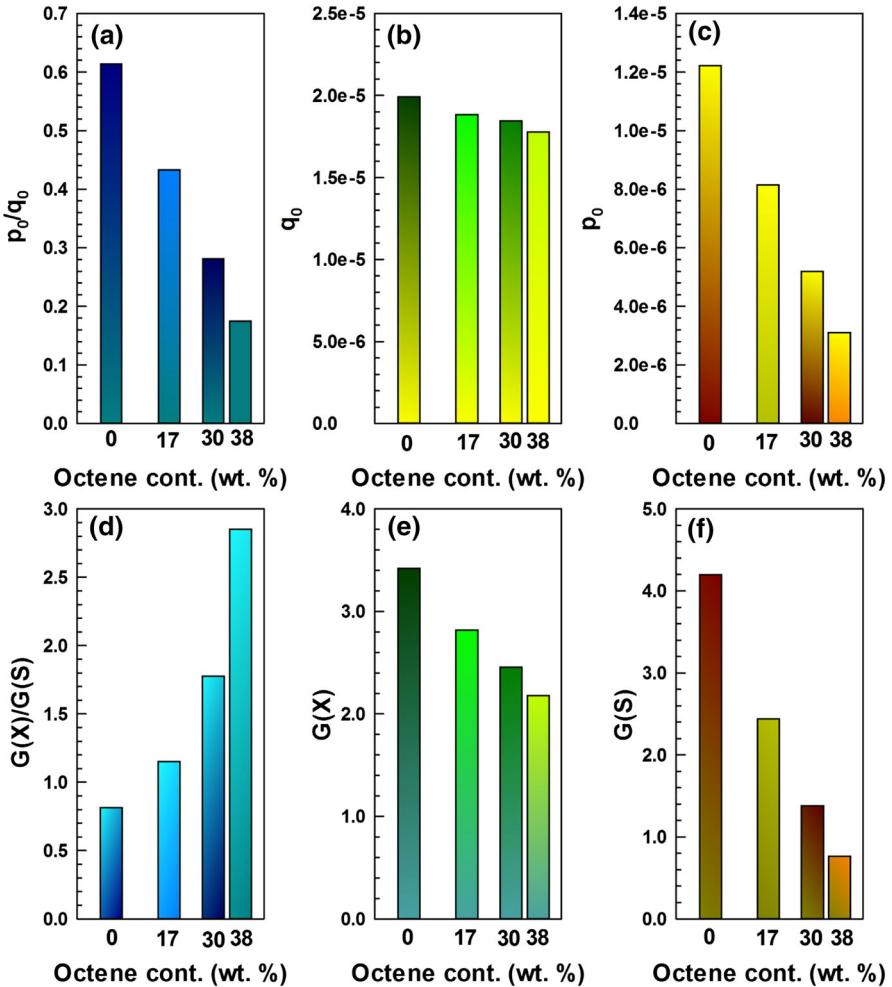 (a)
p0/q0
0.7
0.6
0.5
0.4
0.3
0.2
0.1
0.0
0 17 30 38
Octene cont. (wt. %)
(b)
q0
2.5e-5
2.0e-5
1.5e-5
1.0e-5
5.0e-6
0.0
0 17 30 38
Octene cont. (wt. %)
(c)
p0
1.4e-5
1.2e-5
1.0e-5
8.0e-6
6.0e-6
4.0e-6
2.0e-6
0.0
0 17 30 38
Octene cont. (wt. %)
(d)
G(X)/G(S)
3.0
2.5
2.0
1.5
1.0
0.5
0.0
0 17 30 38
Octene cont. (wt. %)
(e)
G(X)
4.0
3.0
2.0
1.0
0.0
0 17 30 38
Octene cont. (wt. %)
(f)
G(S)
5.0
4.0
3.0
2.0
1.0
0.0
0 17 30 38
Octene cont. (wt. %)